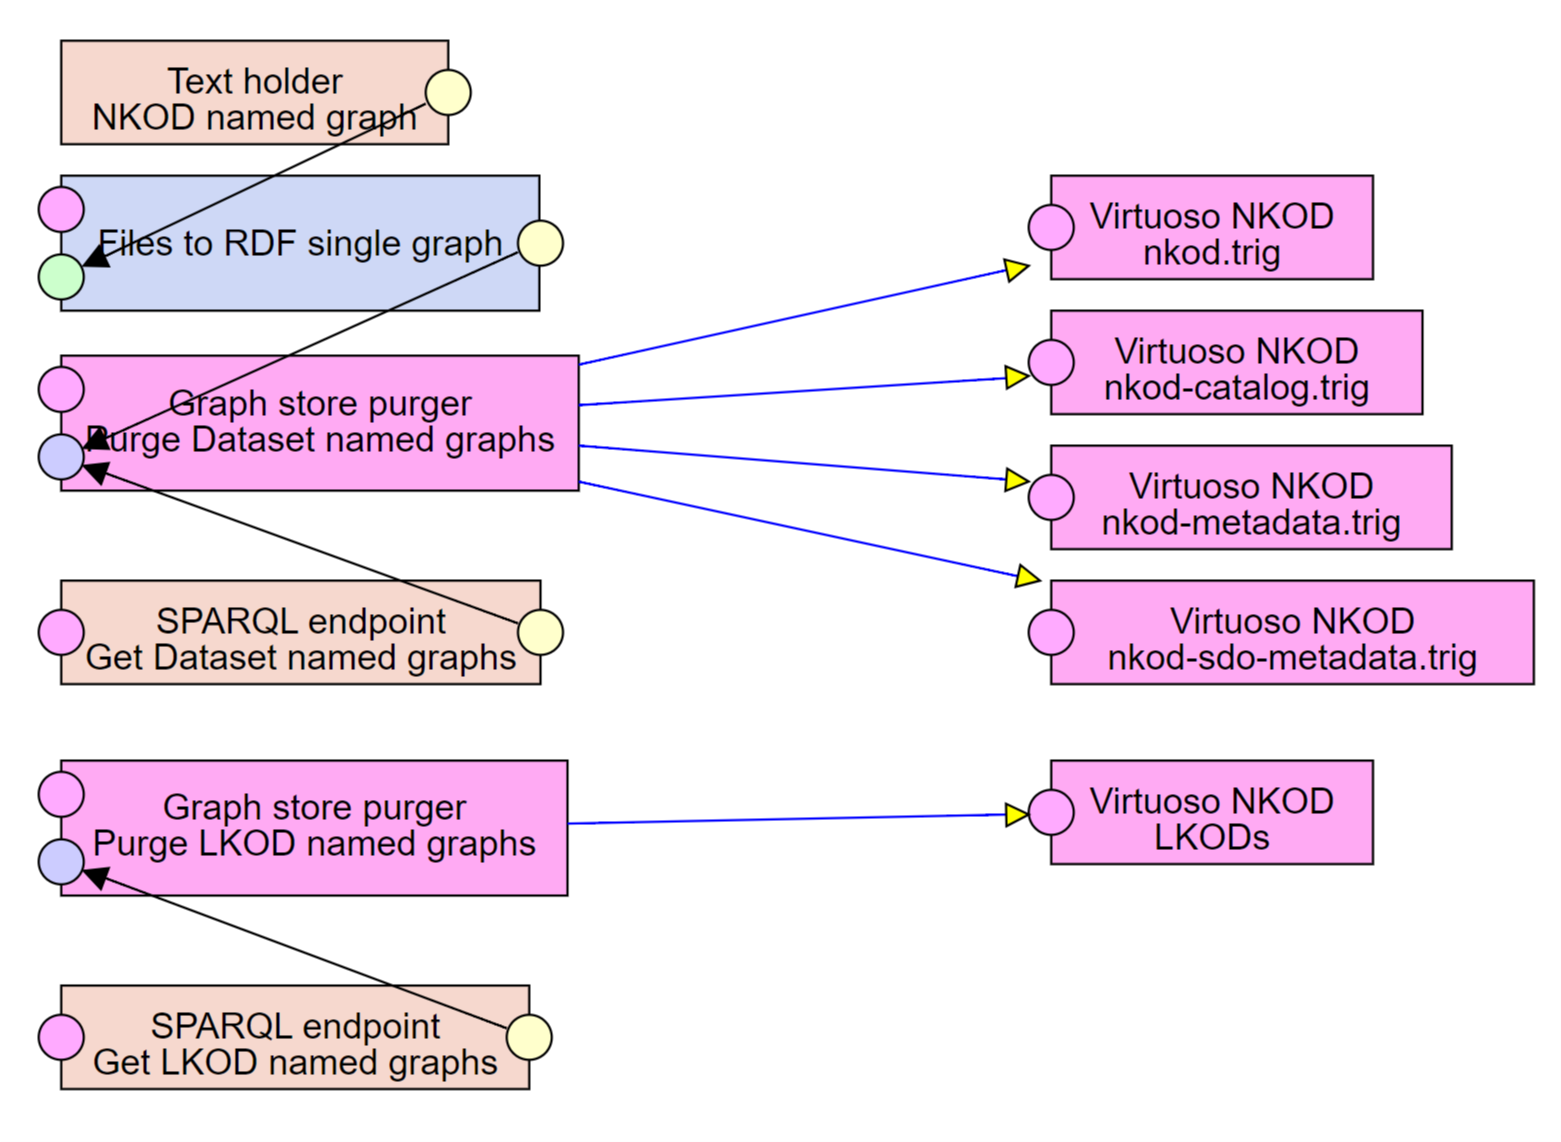 Text holder
NKOD named graph
Files to RDF single graph
Graph store purger
Purge Dataset named graphs
SPARQL endpoint
Get Dataset named graphs
Graph store purger
Purge LKOD named graphs
SPARQL endpoint
Get LKOD named graphs
Virtuoso NKOD
nkod.trig
Virtuoso NKOD
nkod-catalog.trig
Virtuoso NKOD
nkod-metadata.trig
Virtuoso NKOD
nkod-sdo-metadata.trig
Virtuoso NKOD
LKODs